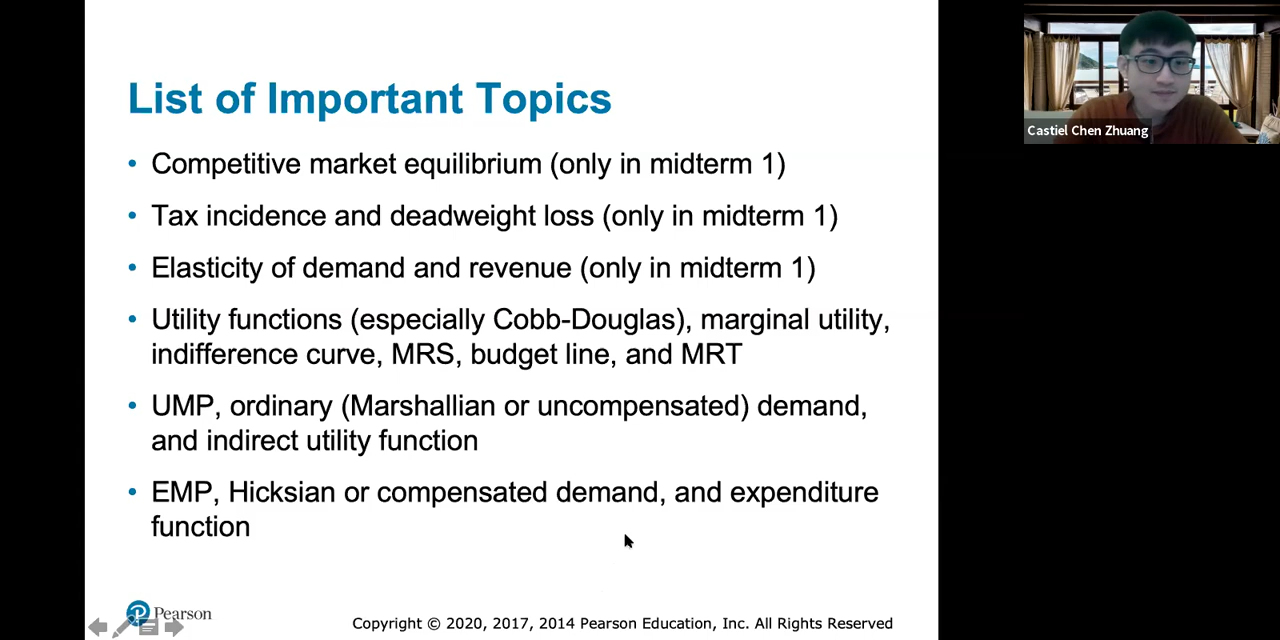 List of Important Topics
• Competitive market equilibrium (only in midterm 1)
• Tax incidence and deadweight loss (only in midterm 1)
• Elasticity of demand and revenue (only in midterm 1)
• Utility functions (especially Cobb-Douglas), marginal utility,
indifference curve, MRS, budget line, and MRT
• UMP, ordinary (Marshallian or uncompensated) demand,
and indirect utility function
• EMP, Hicksian or compensated demand, and expenditure
function
Pearson
Copyright © 2020, 2017, 2014 Pearson Education, Inc. All Rights Reserved
Castiel Chen Zhuang